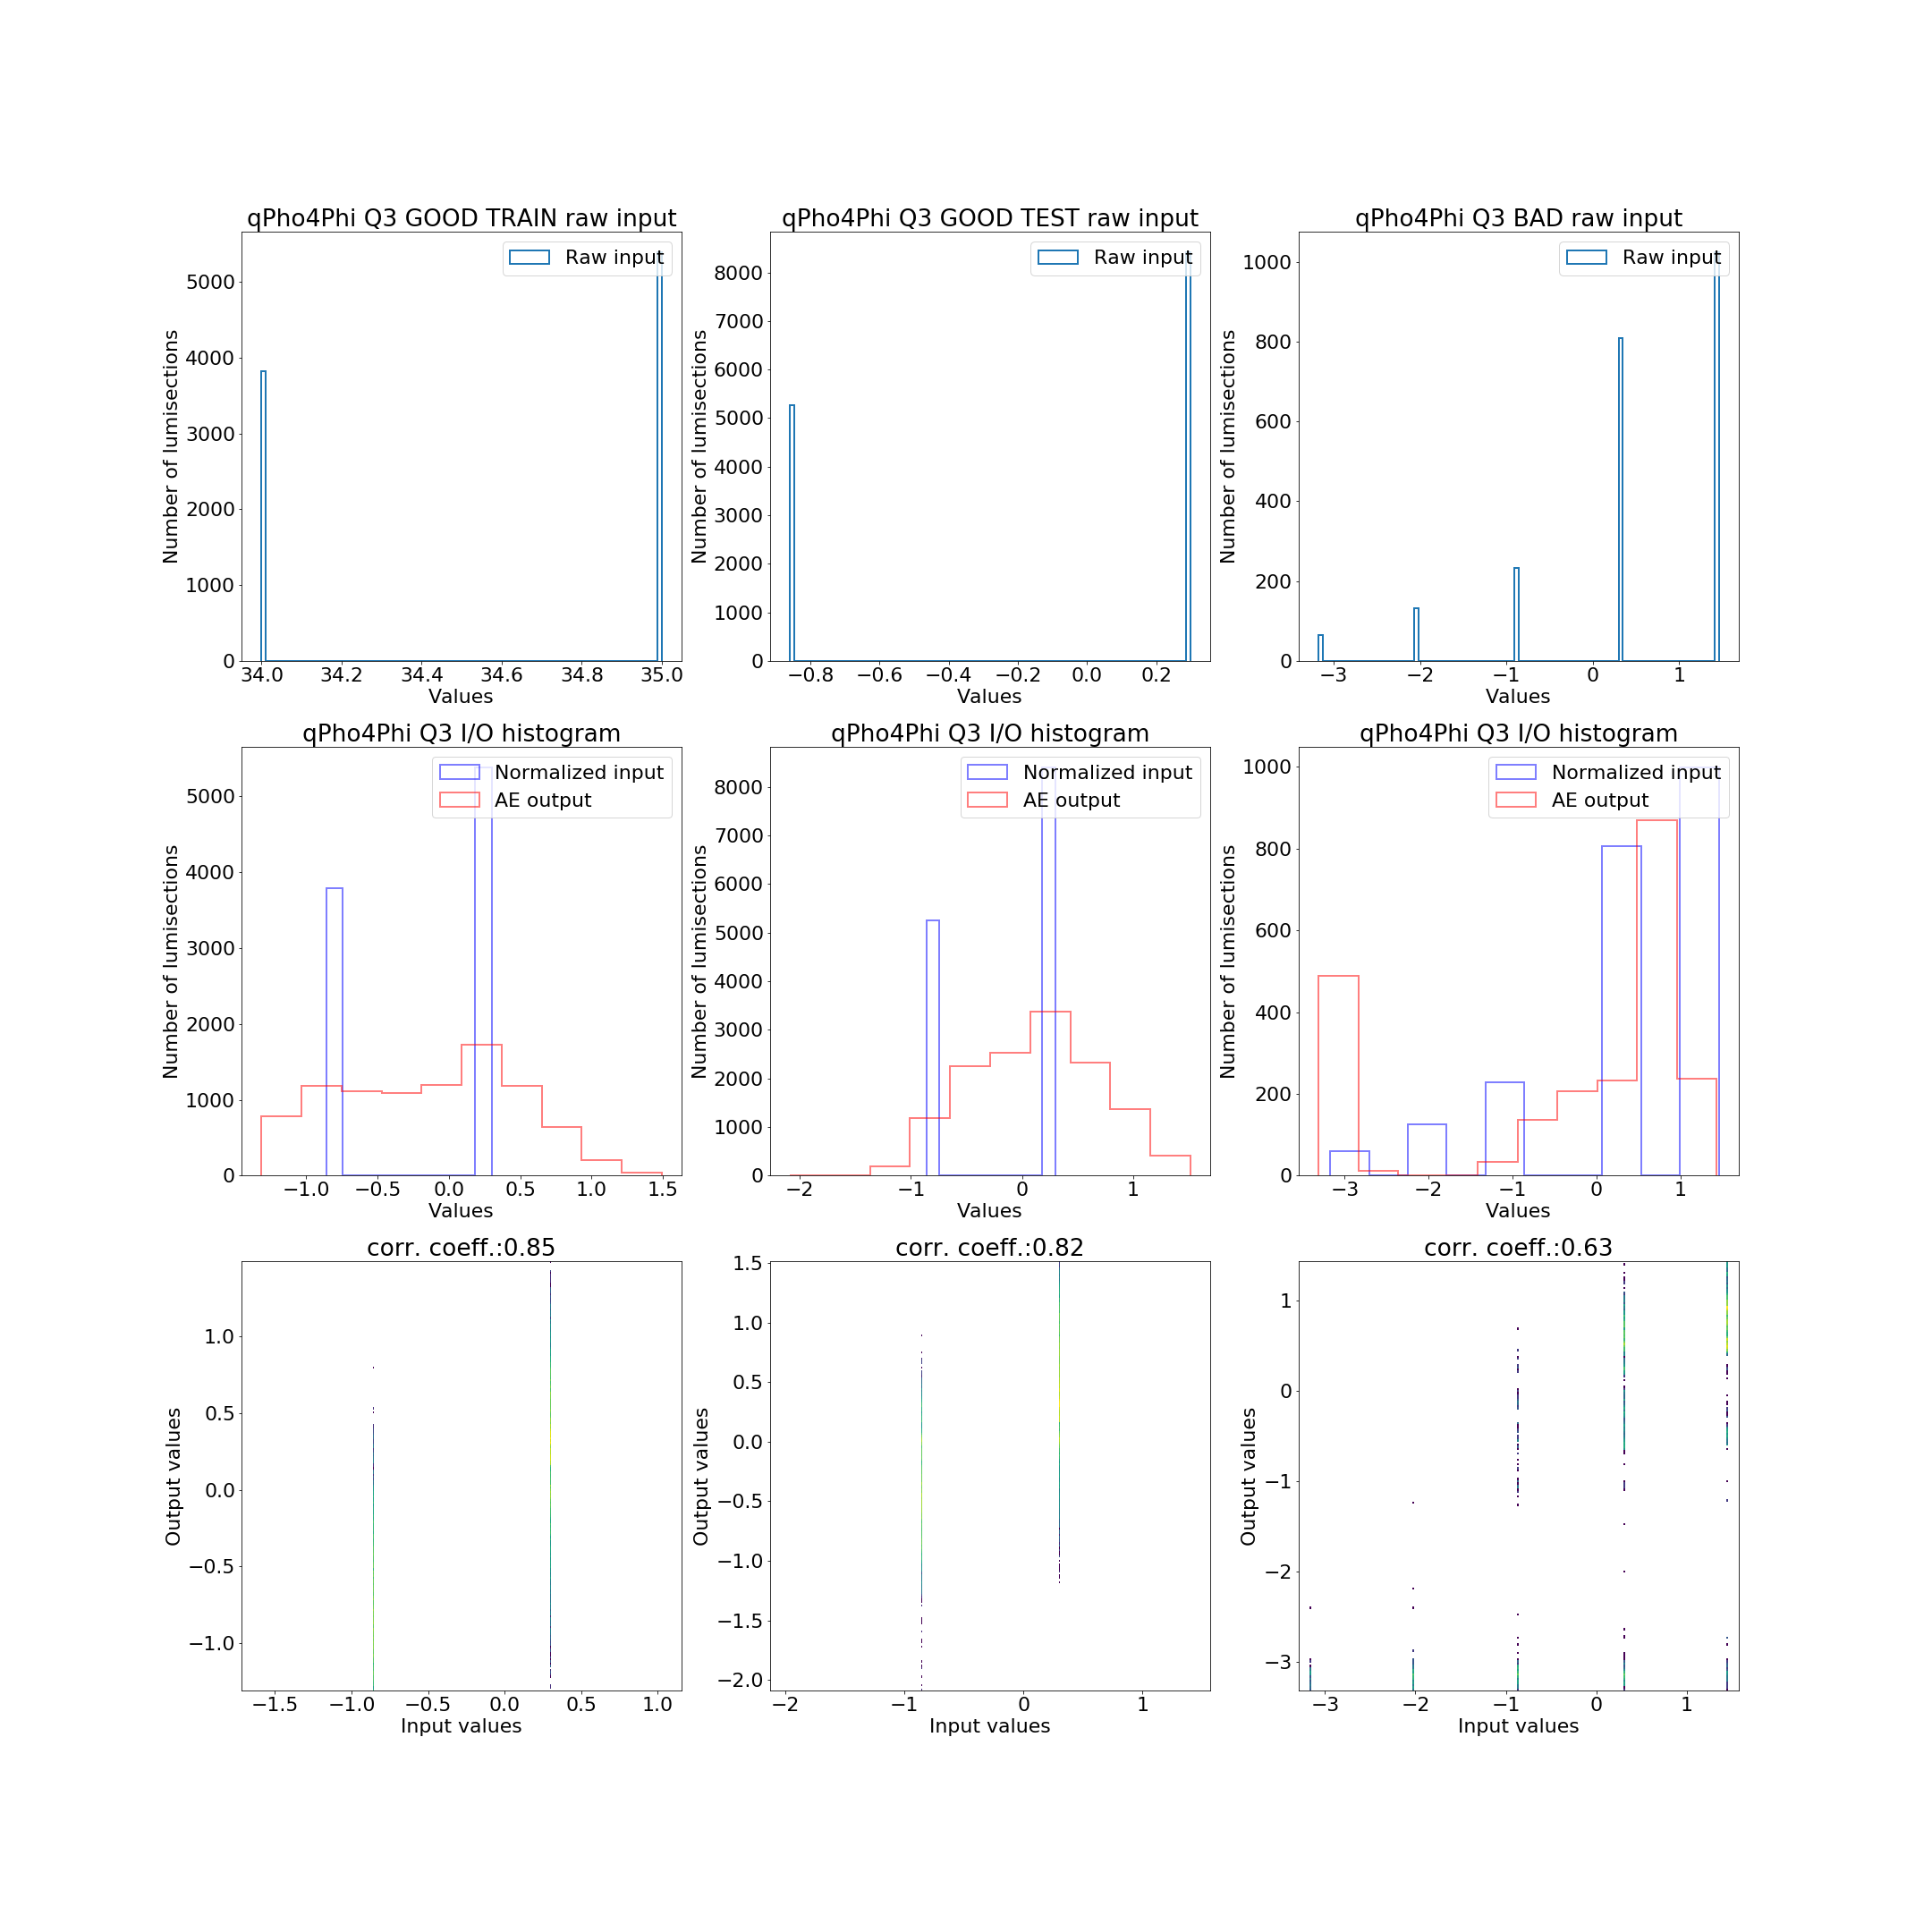 qPho4Phi Q3 GOOD TRAIN raw input
Raw input
Number of lumisections
5000
4000
3000
2000
1000
0
34.0 34.2 34.4 34.6 34.8 35.0
Values
qPho4Phi Q3 GOOD TEST raw input
Raw input
Number of lumisections
8000
7000
6000
5000
4000
3000
2000
1000
0
−0.8 −0.6 −0.4 −0.2 0.0 0.2
Values
qPho4Phi Q3 BAD raw input
Raw input
Number of lumisections
1000
800
600
400
200
0
−3 −2 −1 0 1
Values
qPho4Phi Q3 I/O histogram
Normalized input
AE output
Number of lumisections
5000
4000
3000
2000
1000
0
−1.0 −0.5 0.0 0.5 1.0 1.5
Values
qPho4Phi Q3 I/O histogram
Normalized input
AE output
Number of lumisections
8000
7000
6000
5000
4000
3000
2000
1000
0
−2 −1 0 1
Values
qPho4Phi Q3 I/O histogram
Normalized input
AE output
Number of lumisections
1000
800
600
400
200
0
−3 −2 −1 0 1
Values
corr. coeff.:0.85
Output values
1.0
0.5
0.0
−0.5
−1.0
−1.5 −1.0 −0.5 0.0 0.5 1.0
Input values
corr. coeff.:0.82
Output values
1.5
1.0
0.5
0.0
−0.5
−1.0
−1.5
−2.0
−2 −1 0 1
Input values
corr. coeff.:0.63
Output values
1
0
−1
−2
−3
−3 −2 −1 0 1
Input values